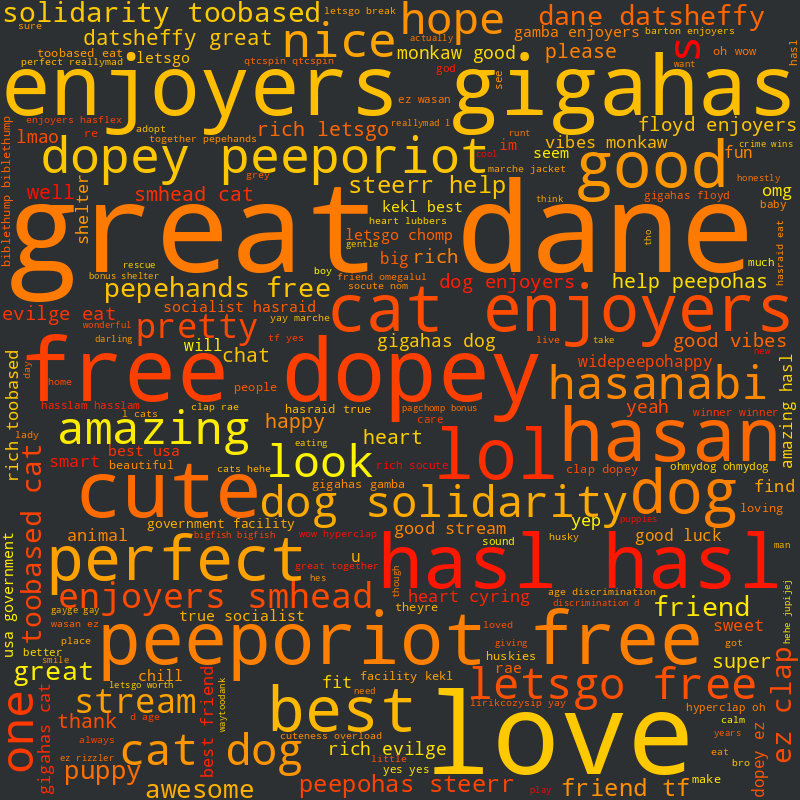 solidarity toobased
letsgo break
hope
dane datsheffy
sure
datsheffy great
nice
actually
gamba enjoyers
barton enjoyers
toobased eat
letsgo
monkaw good
please
s
oh wow
hasl
perfect reallymad
qtcspin qtcspin
god
see
want
enjoyers gigahas
ez wasan
biblethump biblethump
enjoyers hasflex
adopt
rich letsgo
reallymad l
runt
floyd enjoyers
lmao
re
together pepehands
im
vibes monkaw
crime wins
dopey peeporiot
cool
seem
good
fun
grey
marche jacket
honestly
well
shelter
smhead cat
steerr help
think
gigahas floyd
omg
baby
kekl best
heart lubbers
great dane
letsgo chomp
gentle
tho
hasraid eat
rescue
boy
big
rich
bonus shelter
friend omegalul
much
pepehands free
socute nom
dog enjoyers
help peepohas
evilge eat
socialist hasraid
cat enjoyers
wonderful
pretty
yay marche
darling
tf yes
gigahas dog
live
take
good vibes
will
chat
widepeepohappy
new
free dopey
rich toobased
day
home
people
hasanabi
amazing hasl
hasslam hasslam
l cats
clap rae
hasraid true
pagchomp bonus
care
yeah
winner winner
amazing
happy
heart
hasan
lady
eating
best usa
smart
beautiful
cats hehe
look
rich socute
lol
clap dopey
ohmydog ohmydog
toobased cat
cute
gigahas gamba
dog solidarity
dog
find
loving
government facility
good stream
yep
puppies
animal
bigfish bigfish
wow hyperclap
sound
husky
good luck
usa government
perfect
u
hasl hasl
man
great together
hes
though
gayge gay
enjoyers smhead
heart cyring
age discrimination
discrimination d
hehe jupijej
wasan ez
true socialist
theyre
friend
place
peeporiot free
loved
giving
sweet
better
got
smile
chill
huskies
super
great
letsgo worth
best friend
fit
facility kekl
rae
letsgo free
ez clap
one
gigahas cat
stream
waytoodank
need
best
lirikcozysip yay
hyperclap oh
thank
d age
love
calm
always
cuteness overload
years
cat dog
rich evilge
dopey ez
eat
ez rizzler
little
bro
puppy
yes yes
make
awesome
peepohas steerr
play
friend tf